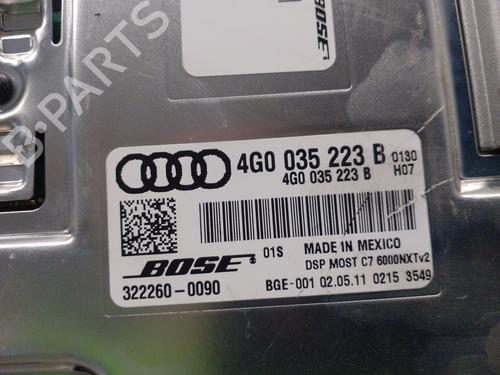 B-PARTS
BOSE
4G0 035 223 B 0130
4G0 035 223 B H07
01S MADE IN MEXICO
BOSE DSP MOST C7 6000NXTv2
322260-0090 BGE-001 02.05.11 0215 3549